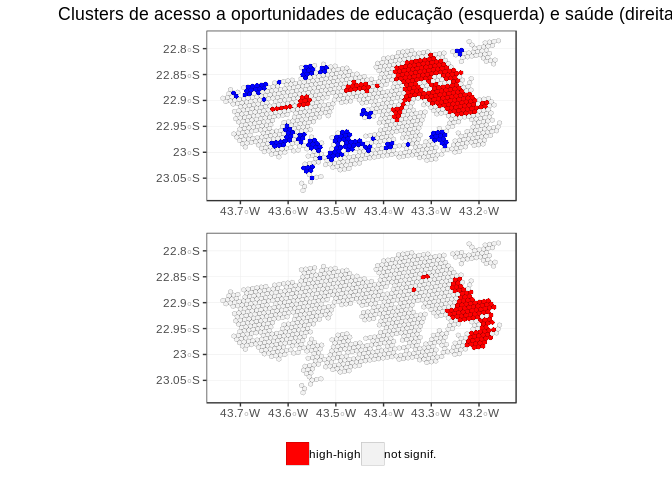 Clusters de acesso a oportunidades de educação (esquerda) e saúde (direita
22.8◦S
22.85◦S
22.9◦S
22.95◦S
23◦S
23.05◦S
43.7◦W 43.6◦W 43.5◦W 43.4◦W 43.3◦W 43.2◦W
22.8◦S
22.85◦S
22.9◦S
22.95◦S
23◦S
23.05◦S
43.7◦W 43.6◦W 43.5◦W 43.4◦W 43.3◦W 43.2◦W
high-high not signif.